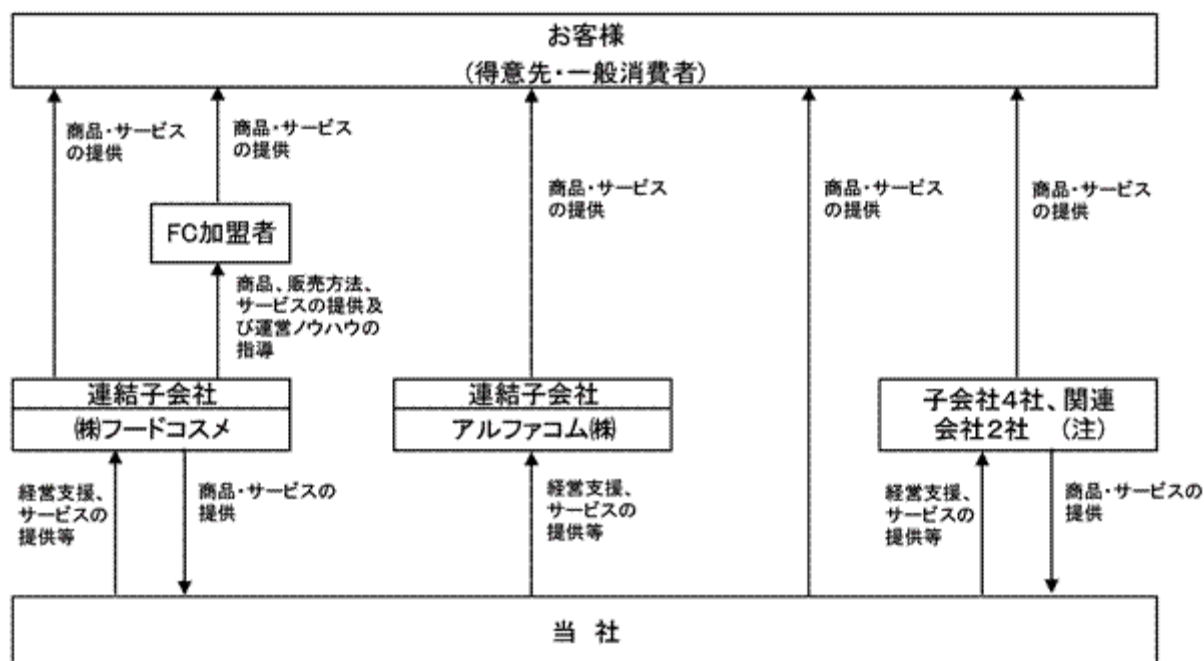 お客様
(得意先・一般消費者)
商品・サービス
の提供
商品・サービス
の提供
商品・サービス
の提供
商品・サービス
の提供
商品・サービス
の提供
FC加盟者
商品、販売方法、
サービスの提供及
び運営ノウハウの
指導
連結子会社
㈱フードコスメ
連結子会社
アルファコム㈱
子会社4社、関連
会社2社 (注)
経営支援、
サービスの
提供等
商品・サービスの
提供
経営支援、
サービスの
提供等
経営支援、
サービスの
提供等
商品・サービスの
提供
当 社